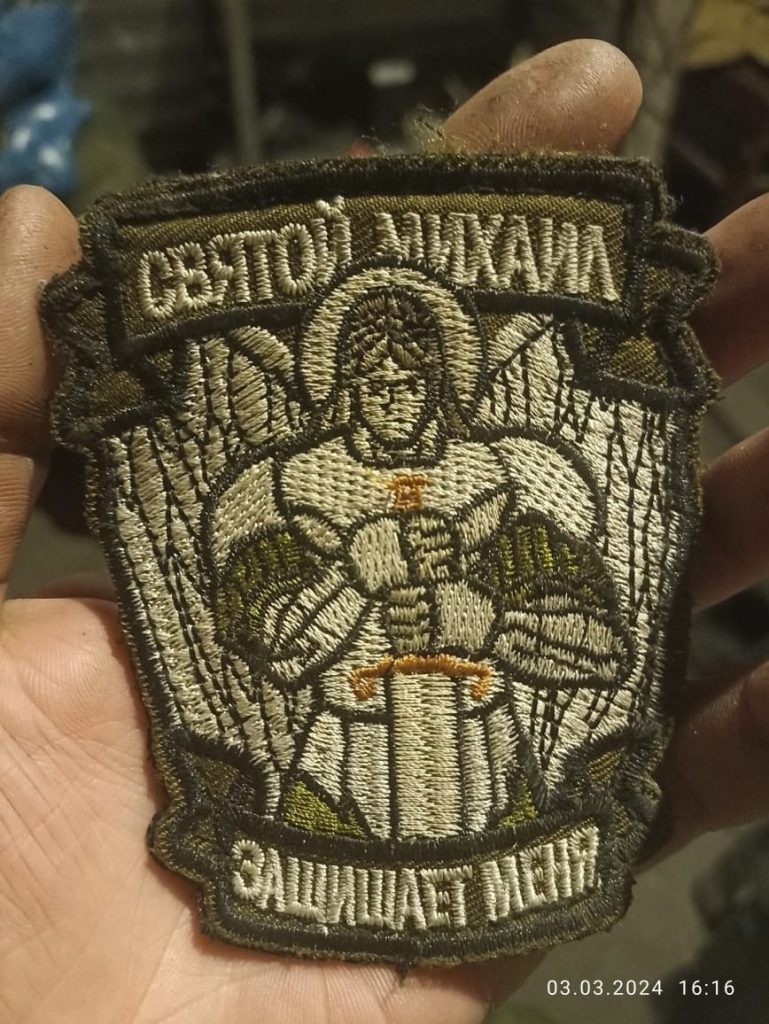 СВЯТОЙ МИХАИЛ
ЗАЩИЩАЕТ МЕНЯ
03.03.2024 16:16